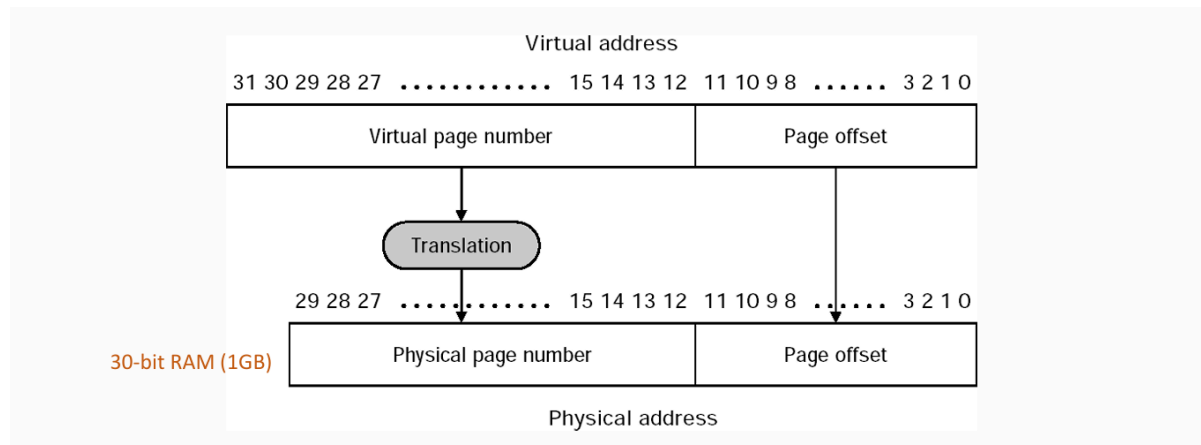 Virtual address
31 30 29 28 27 ............ 15 14 13 12 11 10 9 8 ...... 3 2 1 0
Virtual page number Page offset
Translation
29 28 27 ............ 15 14 13 12 11 10 9 8 ...... 3 2 1 0
30-bit RAM (1GB) Physical page number Page offset
Physical address